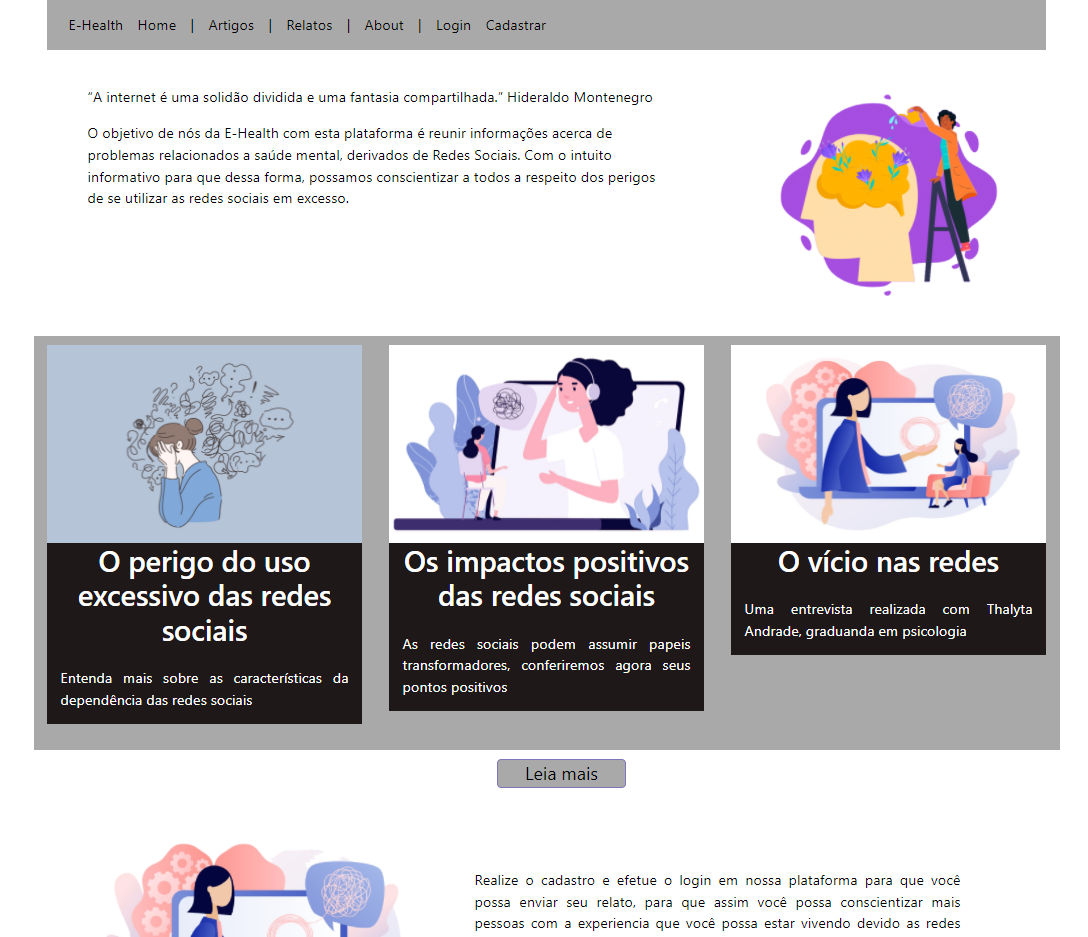 E-Health Home | Artigos | Relatos | About | Login Cadastrar
"A internet é uma solidão dividida e uma fantasia compartilhada." Hideraldo Montenegro
O objetivo de nós da E-Health com esta plataforma é reunir informações acerca de
problemas relacionados a saúde mental, derivados de Redes Sociais. Com o intuito
informativo para que dessa forma, possamos conscientizar a todos a respeito dos perigos
de se utilizar as redes sociais em excesso.
O perigo do uso
excessivo das redes
sociais
Entenda mais sobre as características da
dependência das redes sociais
Os impactos positivos
das redes sociais
As redes sociais podem assumir papeis
transformadores, conferiremos agora seus
pontos positivos
O vício nas redes
Uma entrevista realizada com Thalyta
Andrade, graduanda em psicologia
Leia mais
Realize o cadastro e efetue o login em nossa plataforma para que você
possa enviar seu relato, para que assim você possa conscientizar mais
pessoas com a experiencia que você possa estar vivendo devido as redes